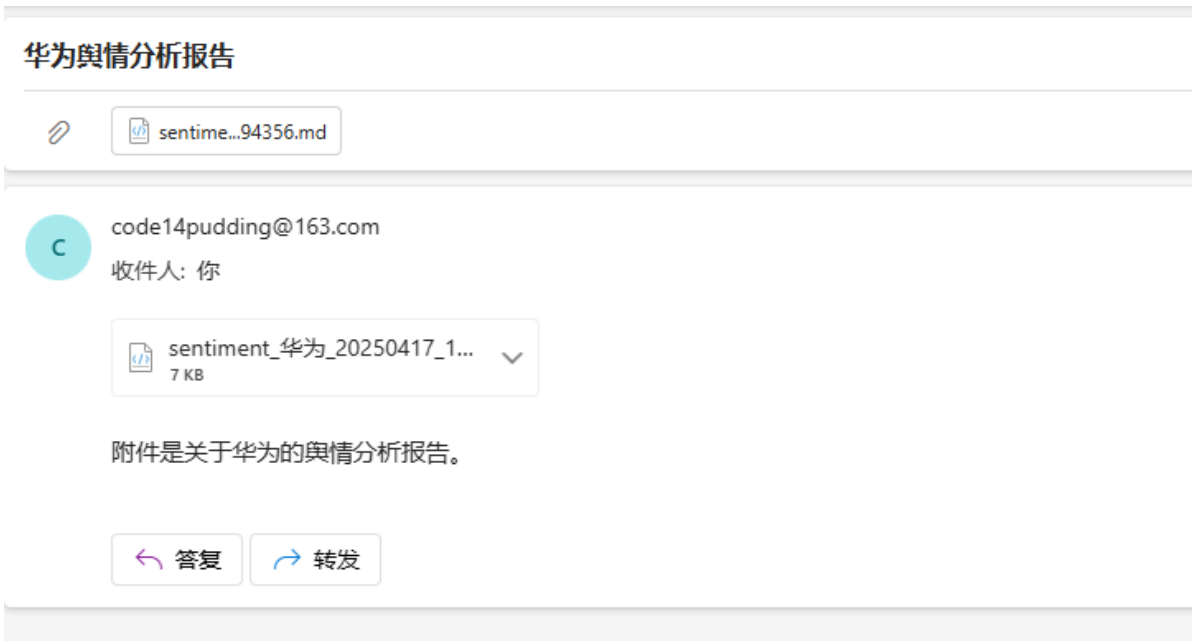 华为舆情分析报告
sentime...94356.md
C
code14pudding@163.com
收件人: 你
sentiment_华为_20250417_1...
7 KB
附件是关于华为的舆情分析报告。
答复
转发